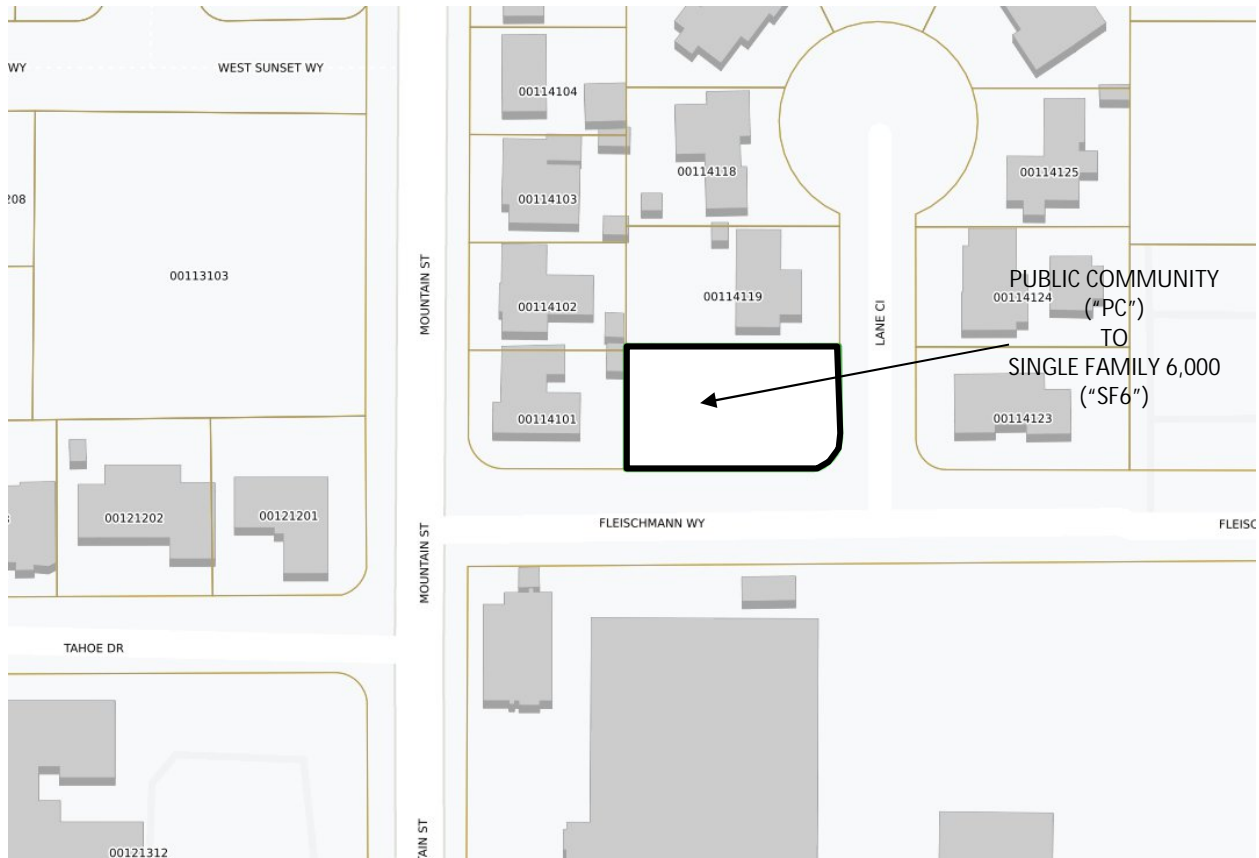 WY
WEST SUNSET WY
00114104
00114118
00114125
208
00114103
00113103
MOUNTAIN ST
00114102
00114119
LANE CI
00114124
PUBLIC COMMUNITY
(“PC”)
TO
SINGLE FAMILY 6,000
(“SF6”)
00114101
00114123
00121202
00121201
FLEISCHMANN WY
FLEISC
MOUNTAIN ST
TAHOE DR
TAIN ST
00121312